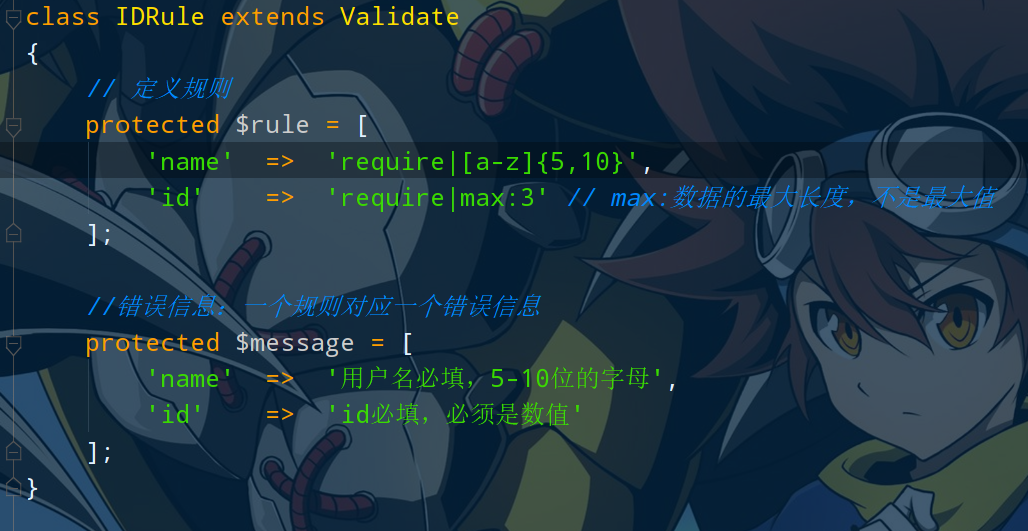 class IDRule extends Validate
{
    // 定义规则
    protected $rule = [
        'name'  =>  'require|[a-z]{5,10}',
        'id'    =>  'require|max:3' // max:数据的最大长度，不是最大值
    ];
    //错误信息：一个规则对应一个错误信息
    protected $message = [
        'name'  =>  '用户名必填，5-10位的字母',
        'id'    =>  'id必填，必须是数值'
    ];
}